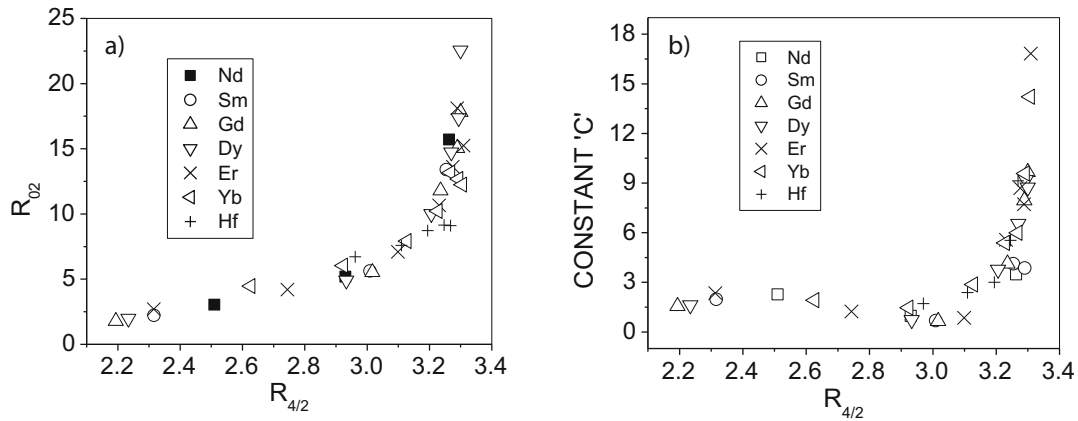 a)
25
20
15
10
5
0
R02
Nd
Sm
Gd
Dy
Er
Yb
Hf
2.2 2.4 2.6 2.8 3.0 3.2 3.4
R4/2
b)
18
15
12
9
6
3
0
CONSTANT 'C'
Nd
Sm
Gd
Dy
Er
Yb
Hf
2.2 2.4 2.6 2.8 3.0 3.2 3.4
R4/2